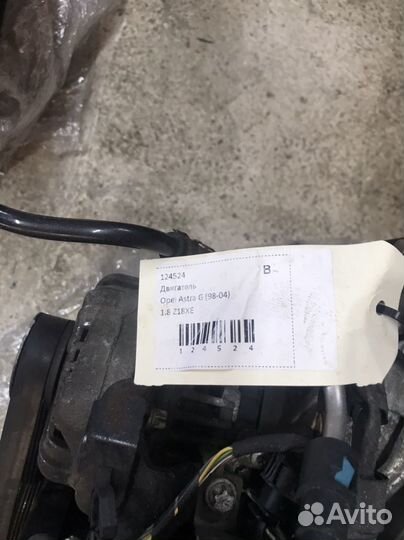 124524 B-
Двигатель
Opel Astra G (98-04)
1.8 Z18XE
124524
Avito